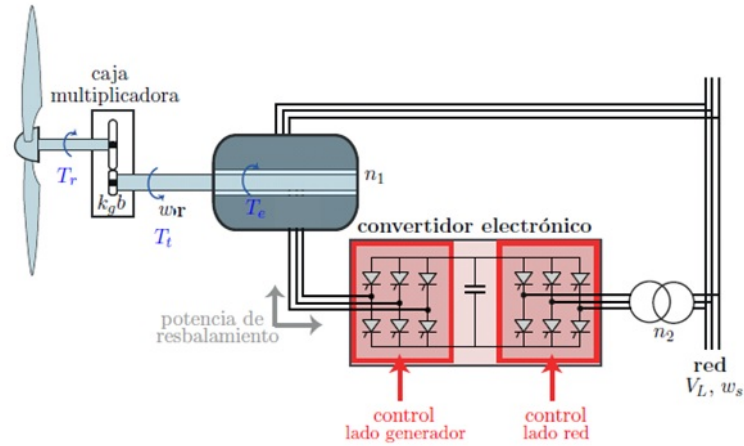 caja
multiplicadora
T_r
k_gb
w_r
T_t
T_e
n_1
convertidor electrónico
potencia de
resbalamiento
n_2
red
V_L, w_s
control
lado generador
control
lado red